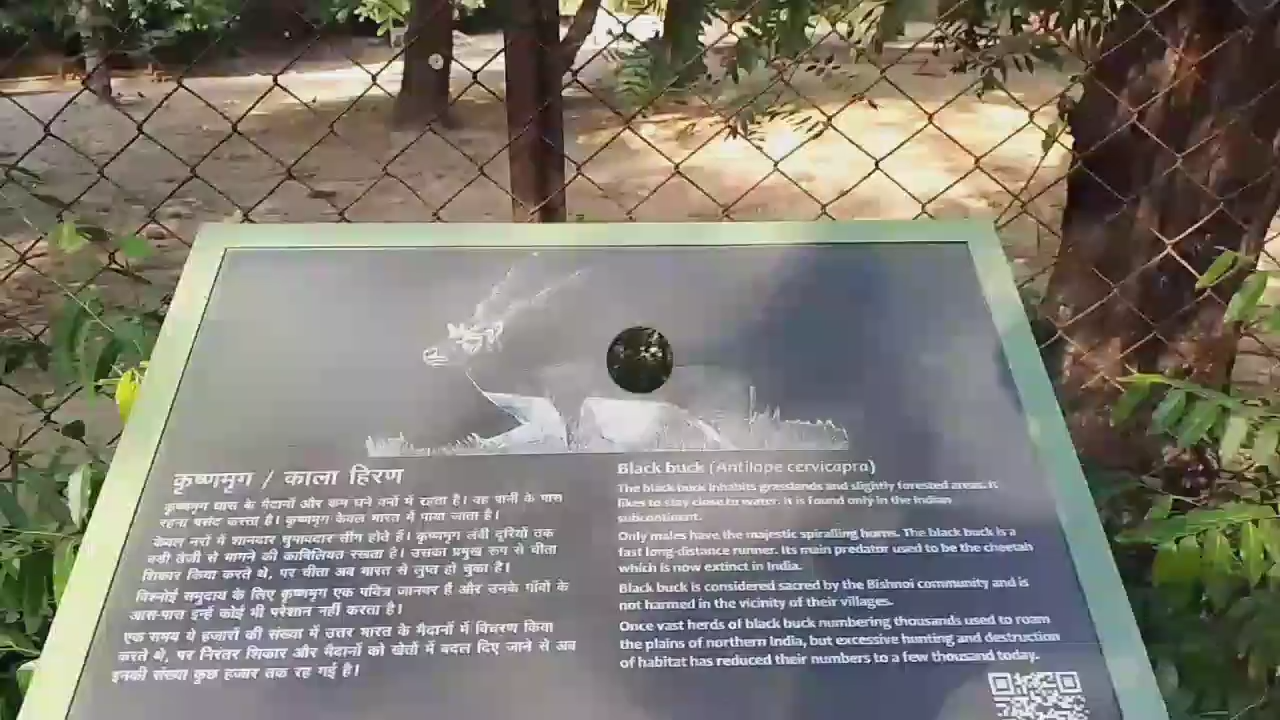 कृष्णमृग / काला हिरण
कृष्णमृग घास के मैदानों और कम घने वनों में रहता है। वह पानी के पास
रहना पसंद करता है। कृष्णमृग केवल भारत में पाया जाता है।
केवल नरों में शानदार घुमावदार सींग होते हैं। कृष्णमृग लंबी दूरियों तक
बड़ी तेज़ी से भागने की काबिलियत रखता है। उसका प्रमुख रूप से चीता
शिकार किया करते थे, पर चीता अब भारत से लुप्त हो चुका है।
विश्नोई समुदाय के लिए कृष्णमृग एक पवित्र जानवर हैं और उनके गाँवों के
आस-पास इन्हें कोई भी परेशान नहीं करता है।
एक समय ये हजारों की संख्या में उत्तर भारत के मैदानों में विचरण किया
करते थे, पर निरंतर शिकार और मैदानों को खेतों में बदल दिए जाने से अब
इनकी संख्या कुछ हजार तक रह गई है।
Black buck (Antilope cervicapra)
The black buck inhabits grasslands and slightly forested areas. It
likes to stay close to water. It is found only in the Indian
subcontinent.
Only males have the majestic spiralling horns. The black buck is a
fast long-distance runner. Its main predator used to be the cheetah
which is now extinct in India.
Black buck is considered sacred by the Bishnoi community and is
not harmed in the vicinity of their villages.
Once vast herds of black buck numbering thousands used to roam
the plains of northern India, but excessive hunting and destruction
of habitat has reduced their numbers to a few thousand today.